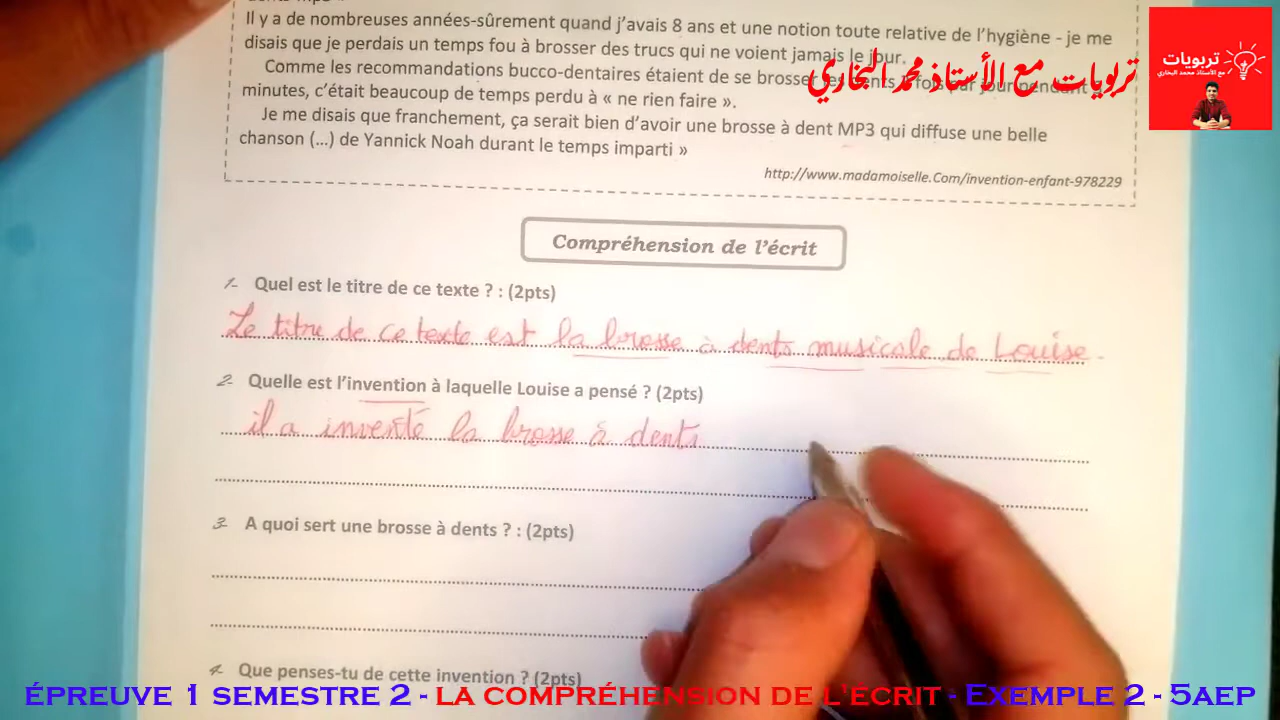 Il y a de nombreuses années-sûrement quand j'avais 8 ans et une notion toute relative de l'hygiène - je me
disais que je perdais un temps fou à brosser des trucs qui ne voient jamais le jour.
Comme les recommandations bucco-dentaires étaient de se brosser les dents
minutes, c'était beaucoup de temps perdu à « ne rien faire ».
Je me disais que franchement, ça serait bien d'avoir une brosse à dent MP3 qui diffuse une belle
chanson (...) de Yannick Noah durant le temps imparti »
http://www.madamoiselle.Com/invention-enfant-978229
تربويات مع الأستاذ محمد البخاري
تربويات
مع الأستاذ محمد البخاري
Compréhension de l'écrit
1- Quel est le titre de ce texte ? : (2pts)
Le titre de ce texte est la brosse à dents musicale de Louise.
2- Quelle est l'invention à laquelle Louise a pensé ? (2pts)
il a inventé la brosse à dents
3- A quoi sert une brosse à dents ? : (2pts)
4- Que penses-tu de cette invention ? (2pts)
ÉPREUVE 1 SEMESTRE 2 - LA COMPRÉHENSION DE L'ÉCRIT - EXEMPLE 2 - 5AEP